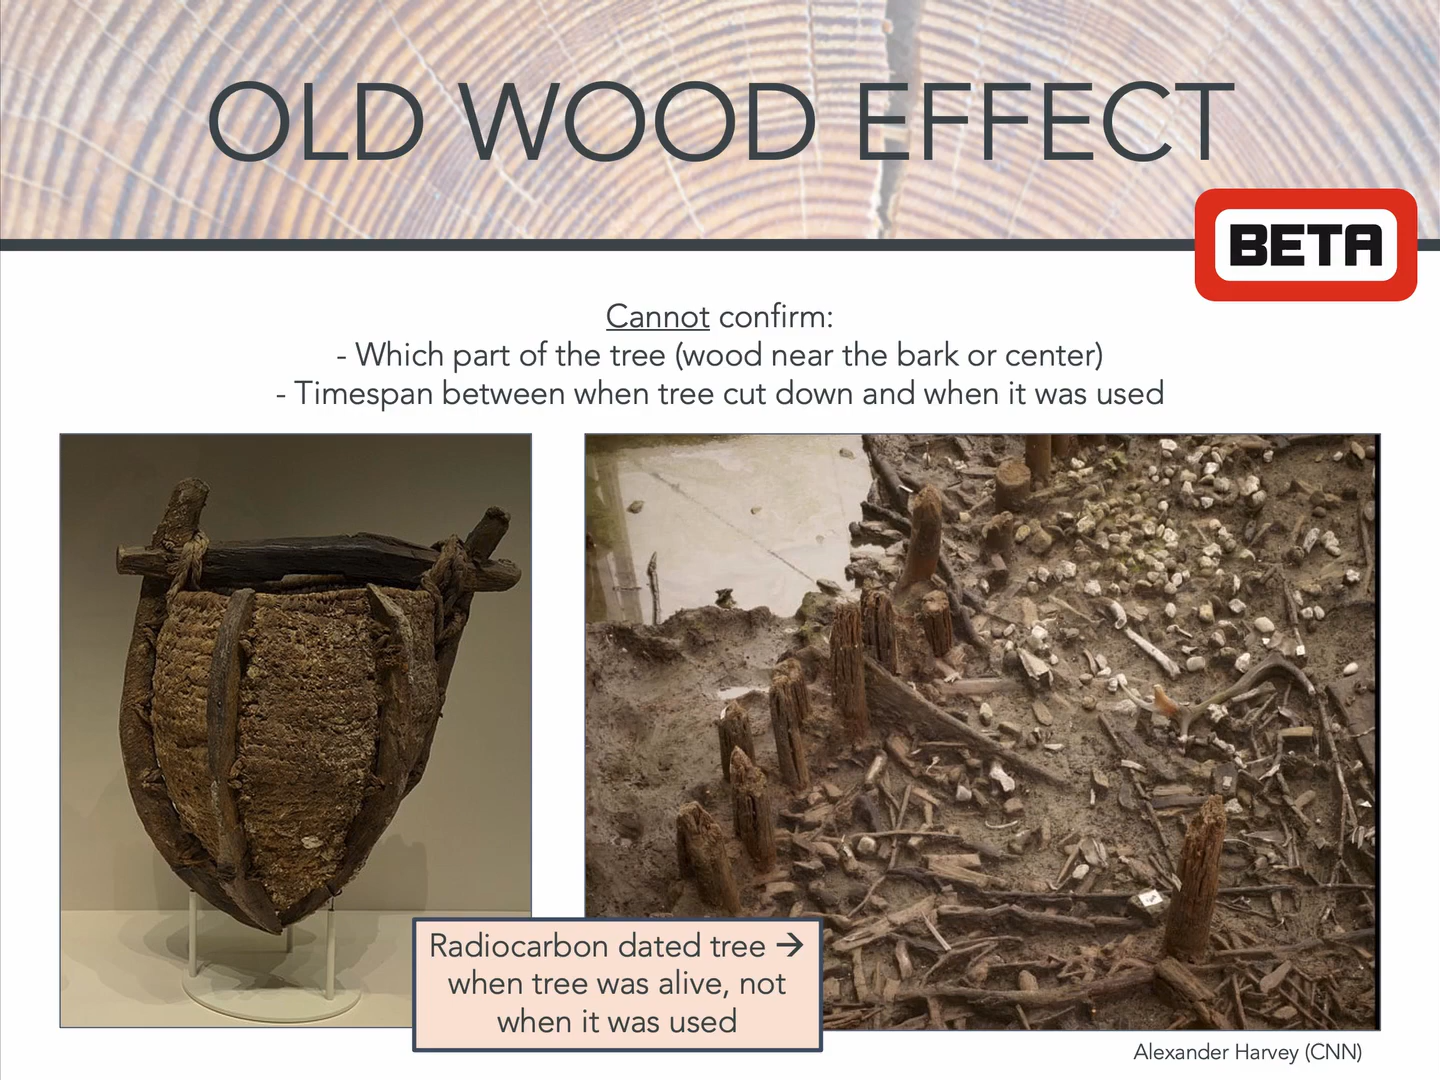 OLD WOOD EFFECT
BETA
Cannot confirm:
- Which part of the tree (wood near the bark or center)
- Timespan between when tree cut down and when it was used
Radiocarbon dated tree →
when tree was alive, not
when it was used
Alexander Harvey (CNN)